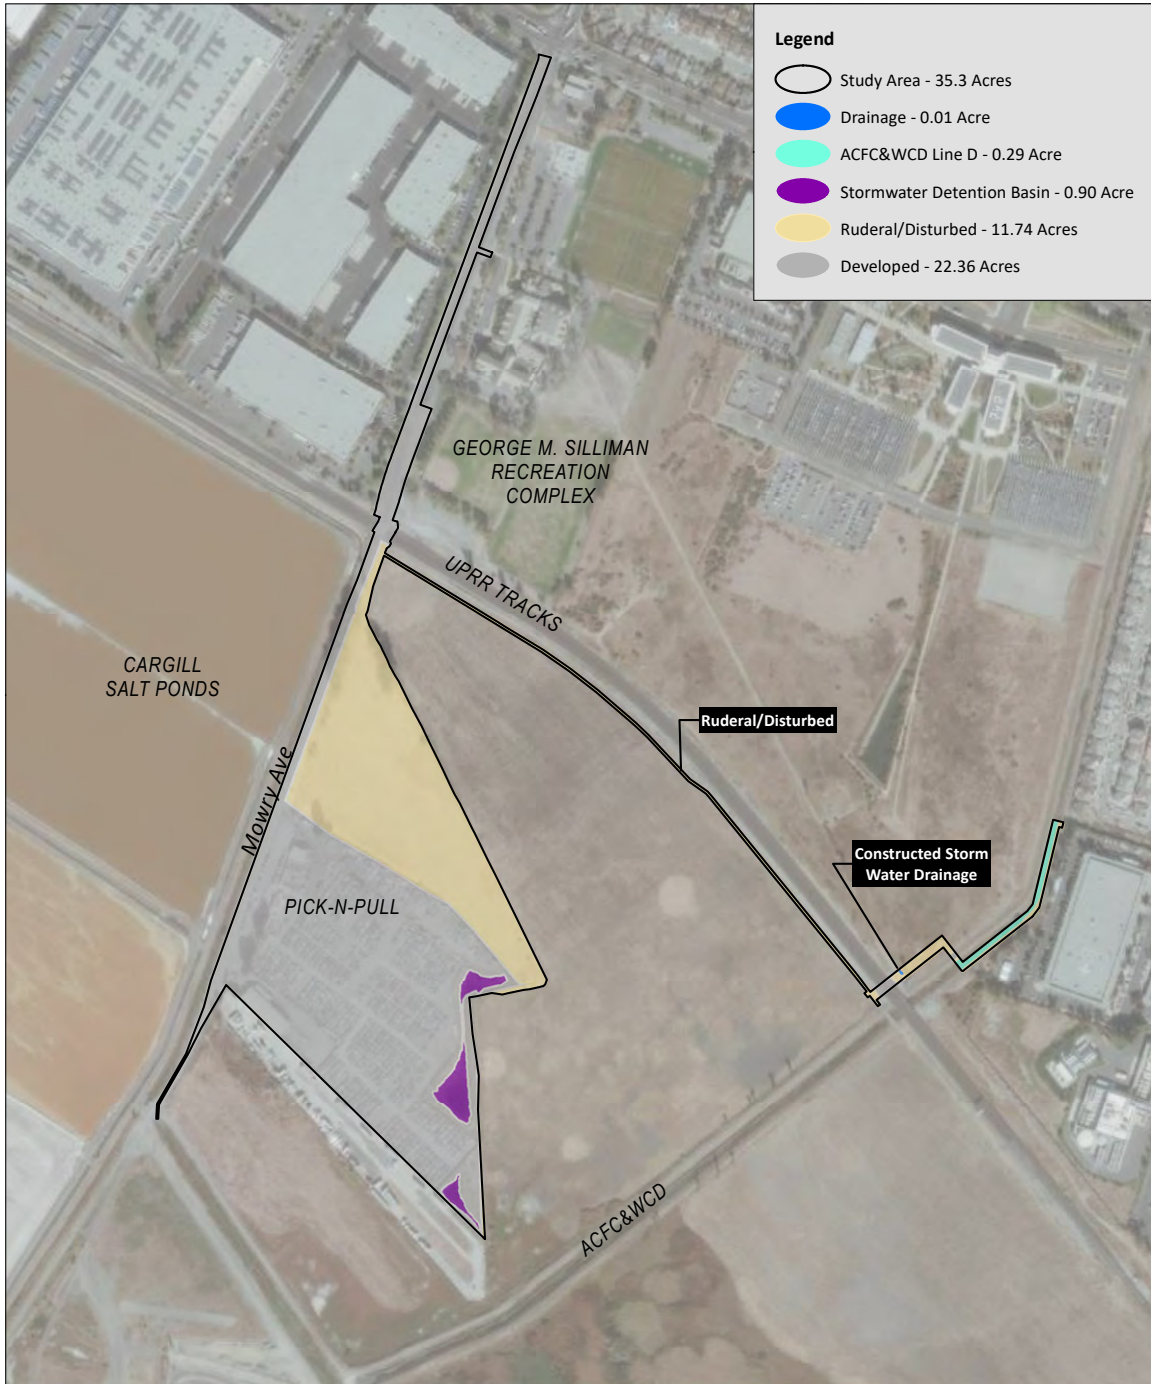 Legend
Study Area - 35.3 Acres
Drainage - 0.01 Acre
ACFC&WCD Line D - 0.29 Acre
Stormwater Detention Basin - 0.90 Acre
Ruderal/Disturbed - 11.74 Acres
Developed - 22.36 Acres
GEORGE M. SILLIMAN
RECREATION
COMPLEX
UPRR TRACKS
CARGILL
SALT PONDS
Ruderal/Disturbed
Mowry Ave
Constructed Storm
Water Drainage
PICK-N-PULL
ACFC&WCD